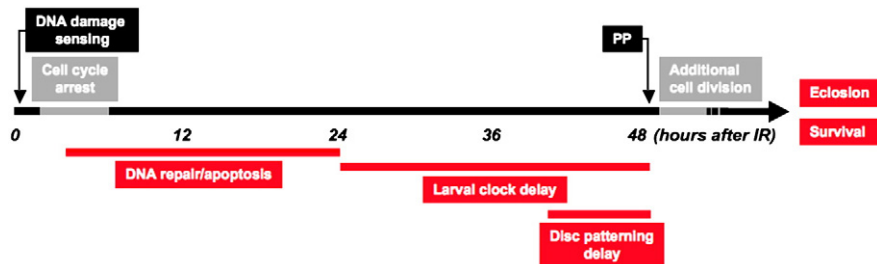 DNA damage
sensing
PP
Cell cycle
arrest
Additional
cell division
Eclosion
0 12 24 36 48 (hours after IR)
Survival
DNA repair/apoptosis
Larval clock delay
Disc patterning
delay